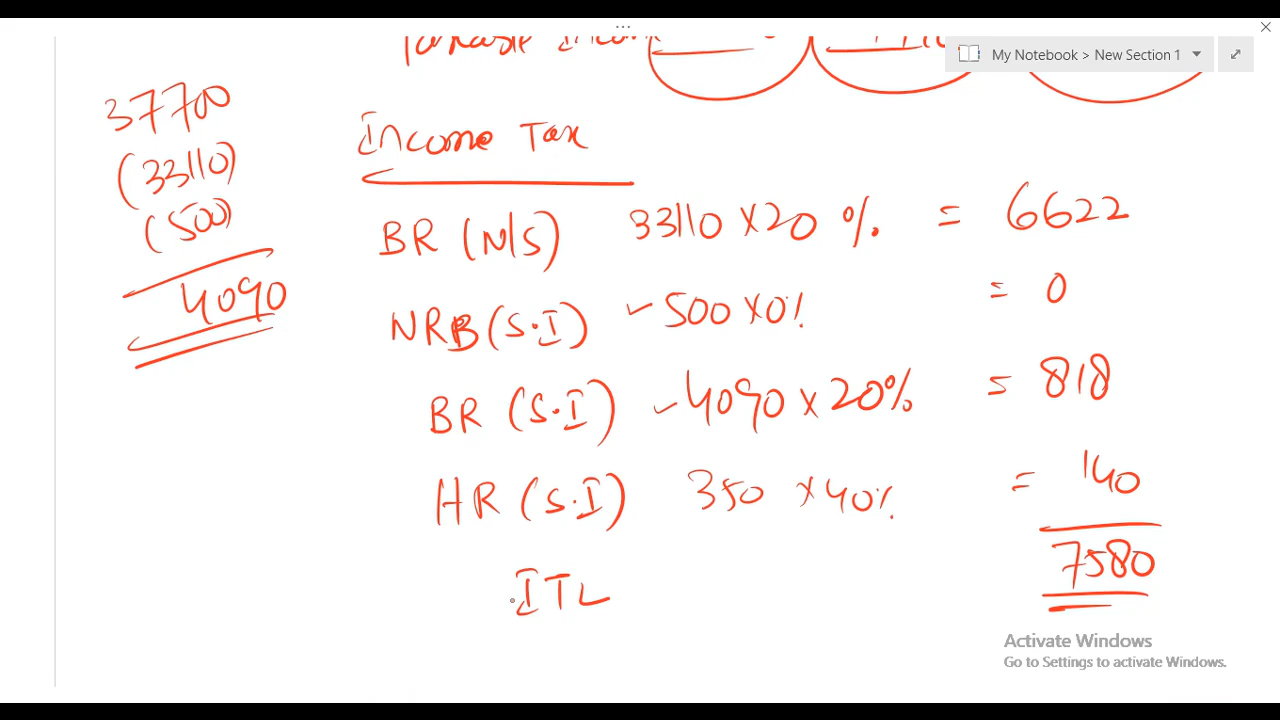 My Notebook > New Section 1
37700
(33110)
(500)
4090
Income Tax
BR (N/S) 33110 X 20 % = 6622
NRB (S.I) - 500 X 0% = 0
BR (S.I) - 4090 X 20% = 818
HR (S.I) 350 X 40% = 140
7580
ITL
Activate Windows
Go to Settings to activate Windows.